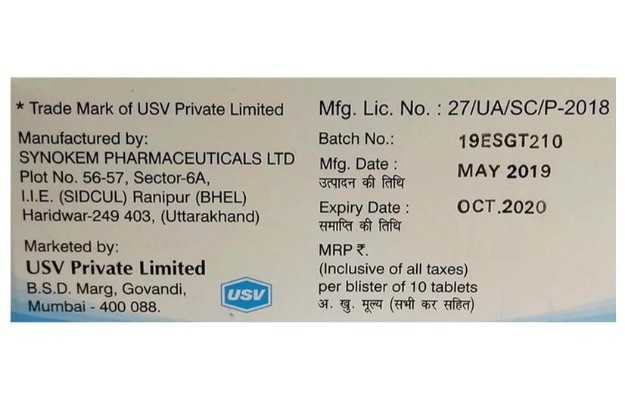 * Trade Mark of USV Private Limited
Manufactured by:
SYNOKEM PHARMACEUTICALS LTD
Plot No. 56-57, Sector-6A,
I.I.E. (SIDCUL) Ranipur (BHEL)
Haridwar-249 403, (Uttarakhand)
Marketed by:
USV Private Limited
B.S.D. Marg, Govandi,
Mumbai - 400 088.
USV
Mfg. Lic. No. : 27/UA/SC/P-2018
Batch No.: 19ESGT210
Mfg. Date : MAY 2019
उत्पादन की तिथि
Expiry Date : OCT.2020
समाप्ति की तिथि
MRP ₹.
(Inclusive of all taxes)
per blister of 10 tablets
अ. खु. मूल्य (सभी कर सहित)